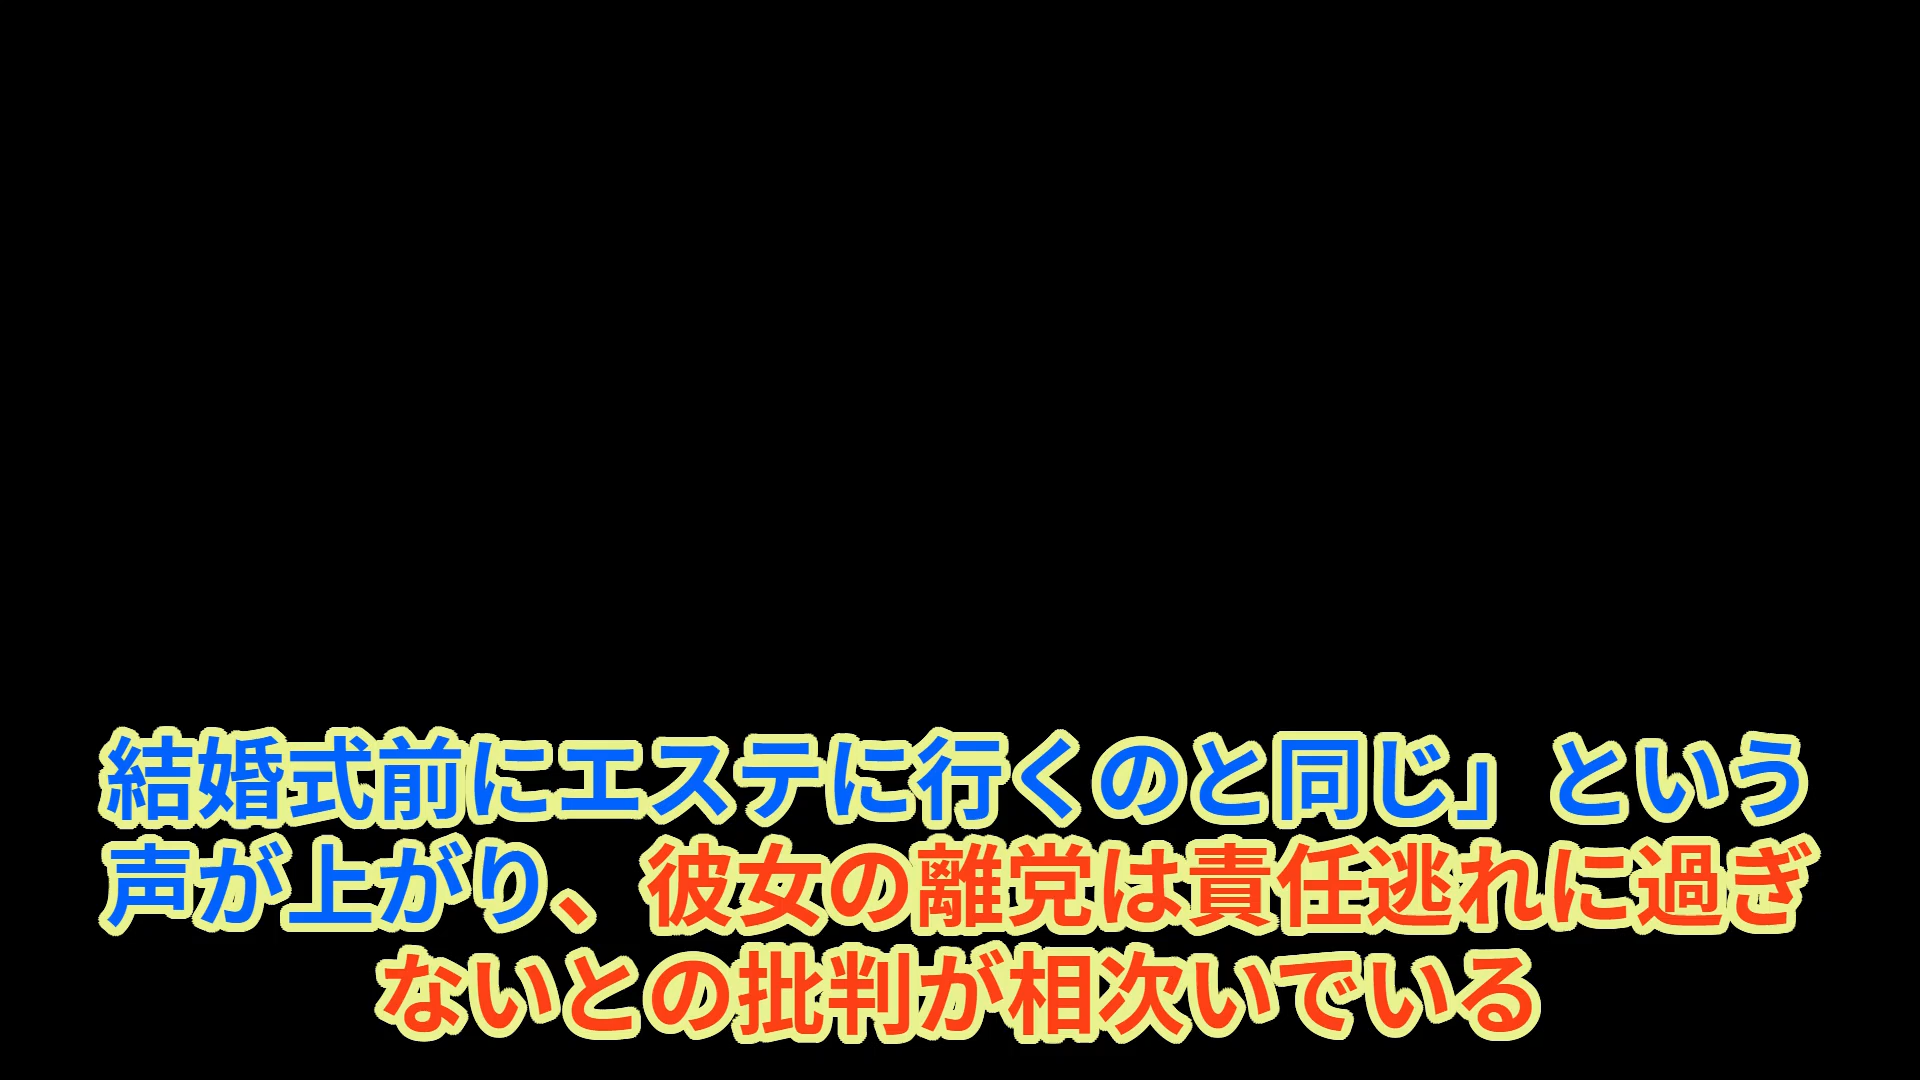 結婚式前にエステに行くのと同じ」という
声が上がり、彼女の離党は責任逃れに過ぎ
ないとの批判が相次いでいる